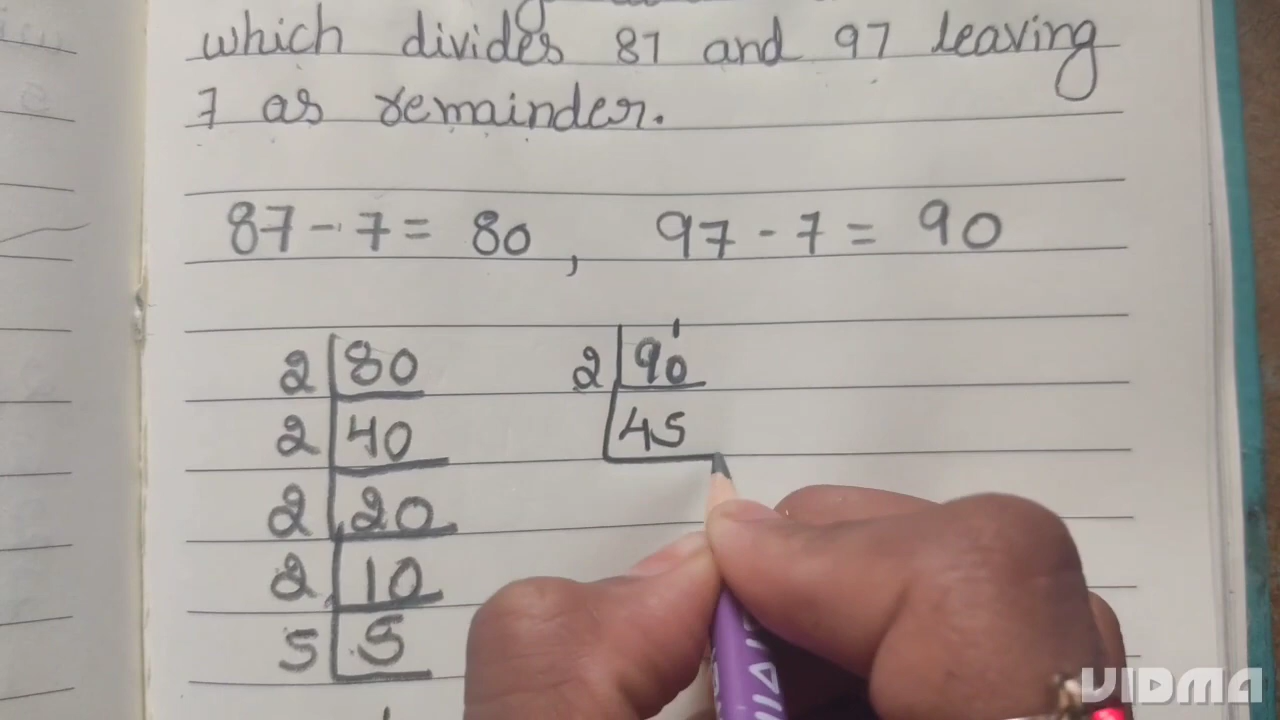 which divides 87 and 97 leaving
7 as remainder.
87 - 7 = 80 , 97 - 7 = 90
2 80
2 40
2 20
2 10
5 5
1
2 90
45
VIDMA